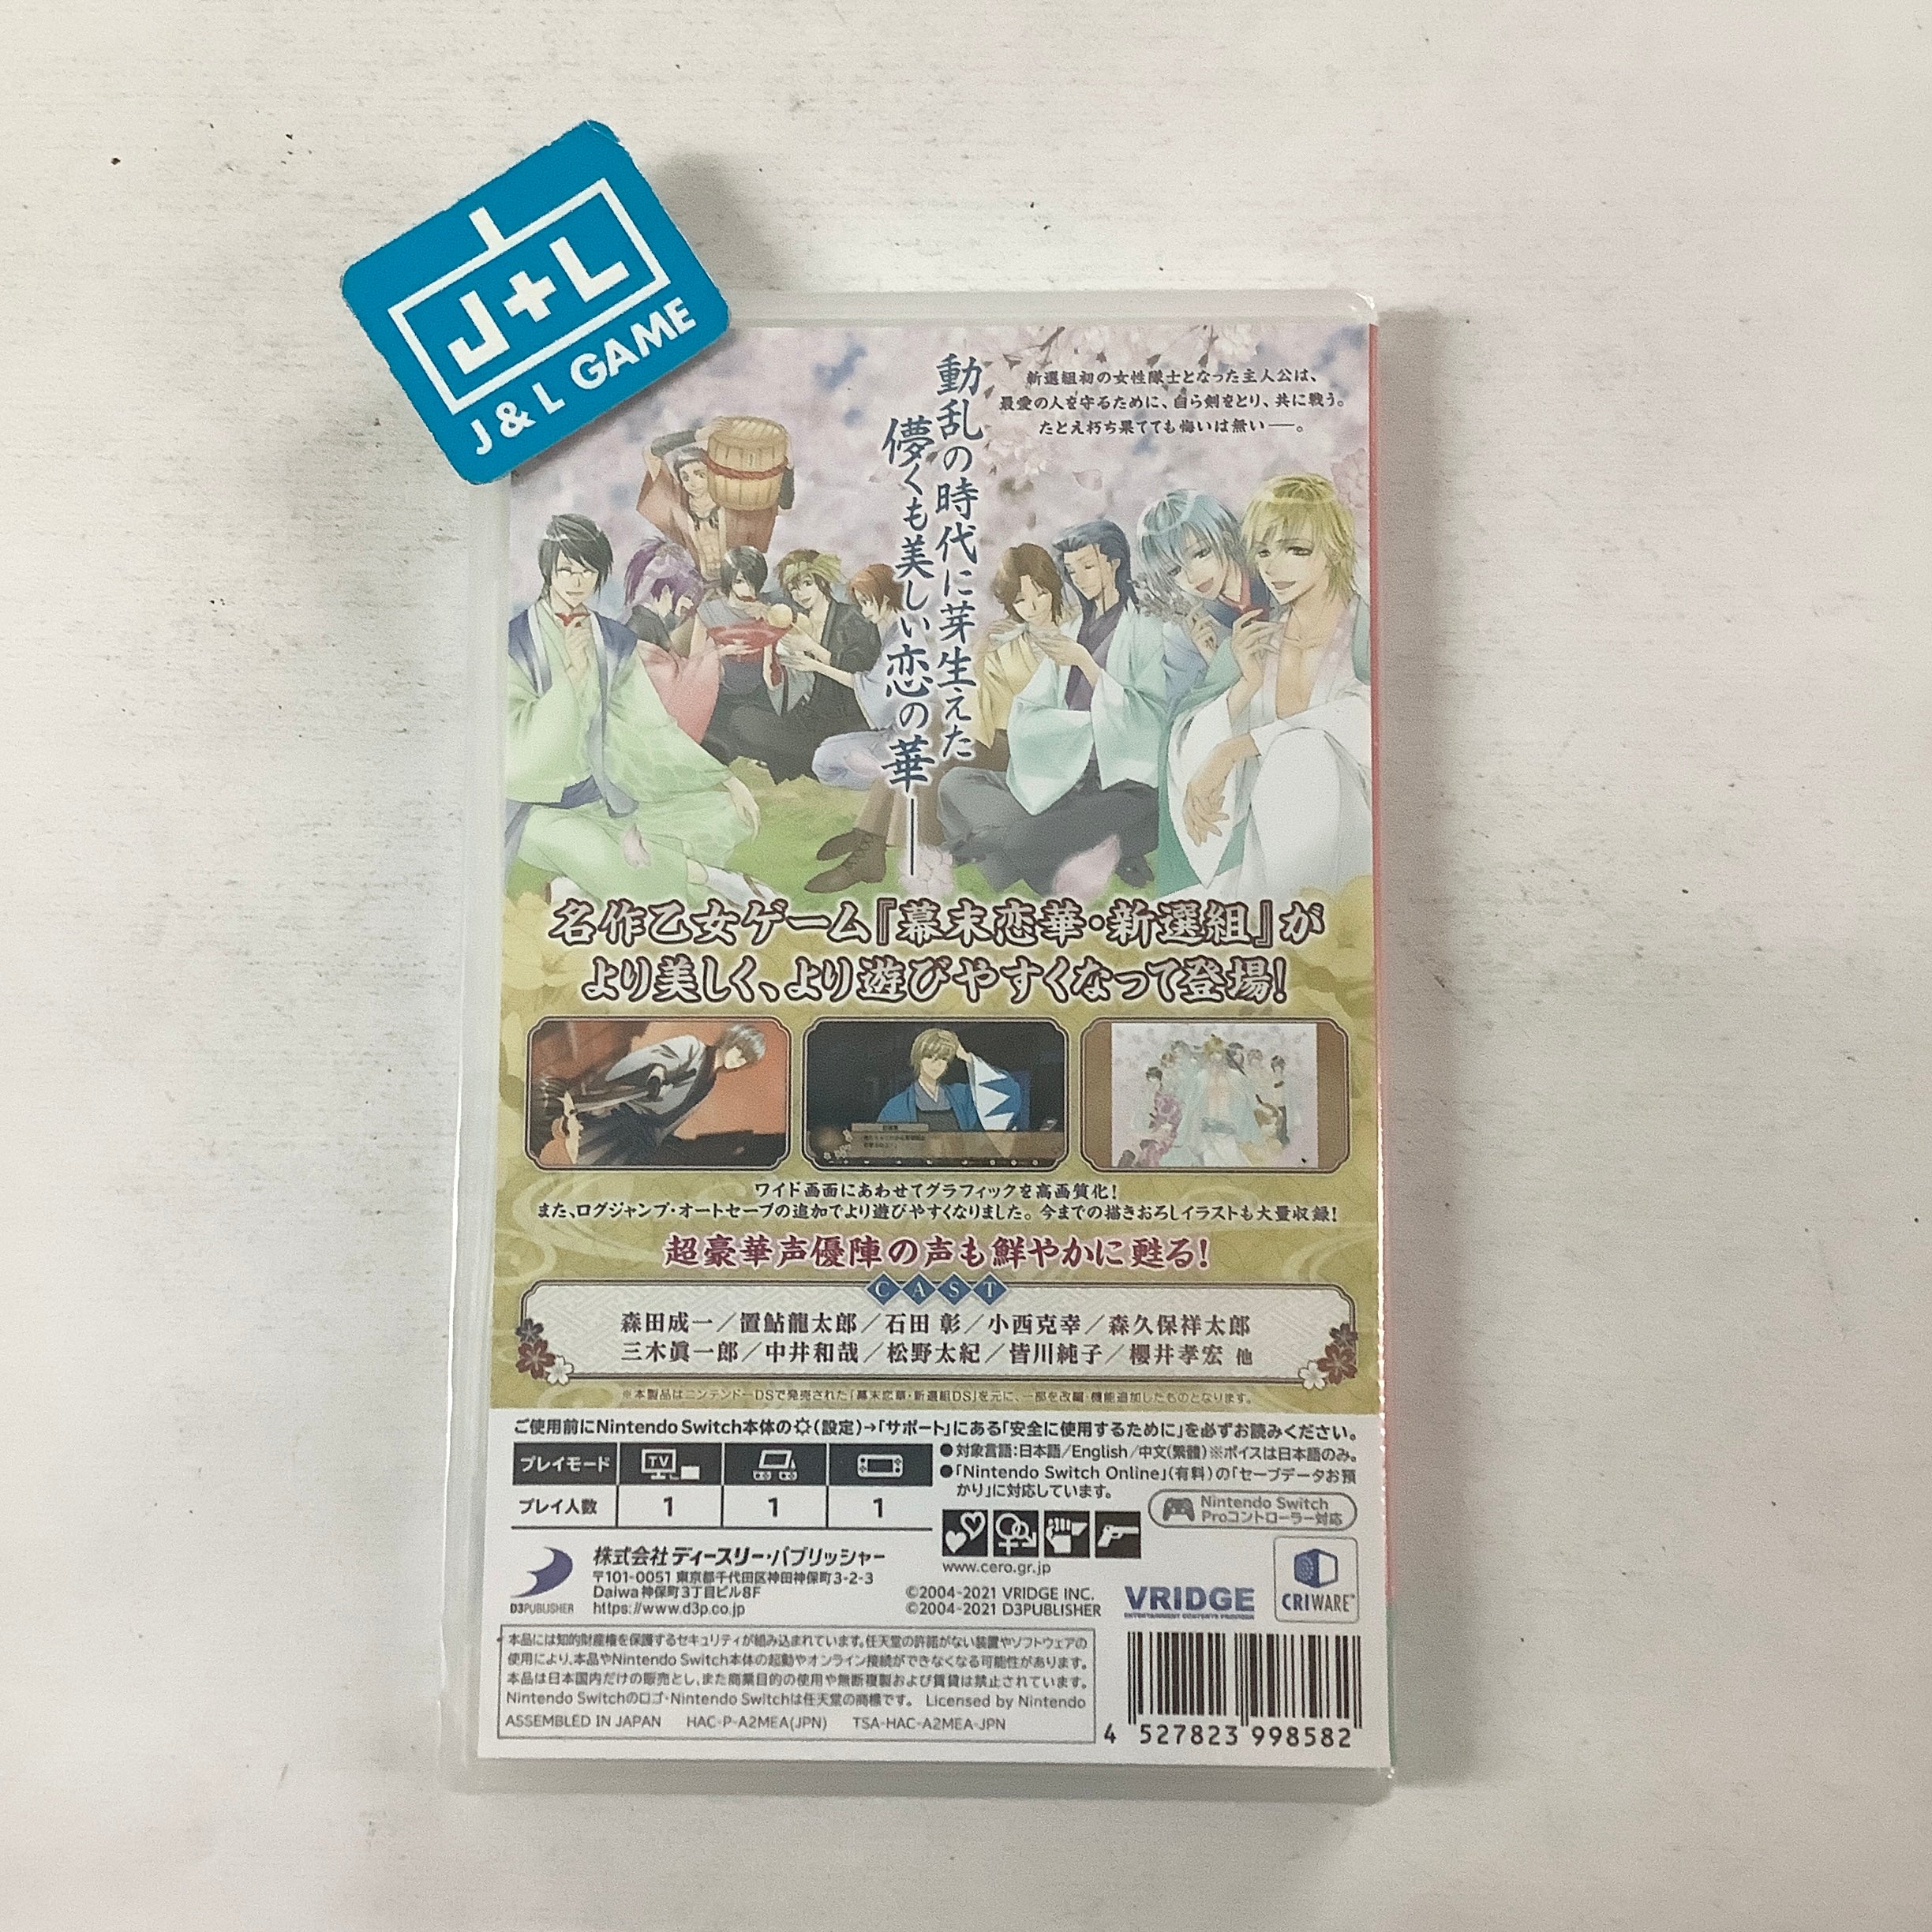 J+L
J & L GAME
新選組初の女性隊士となった主人公は、
最愛の人を守るために、自ら剣をとり、共に戦う。
たとえ朽ち果てても悔いは無い──。
動乱の時代に芽生えた
儚くも美しい恋の華──
名作乙女ゲーム『幕末恋華・新選組』が
より美しく、より遊びやすくなって登場!
ワイド画面にあわせてグラフィックを高画質化!
また、ログジャンプ・オートセーブの追加でより遊びやすくなりました。今までの描きおろしイラストも大量収録!
超豪華声優陣の声も鮮やかに甦る!
CAST
森田成一／置鮎龍太郎／石田 彰／小西克幸／森久保祥太郎
三木眞一郎／中井和哉／松野太紀／皆川純子／櫻井孝宏 他
※本製品はニンテンドーDSで発売された「幕末恋華・新選組DS」を元に、一部を改編・機能追加したものとなります。
ご使用前にNintendo Switch本体の(設定)→「サポート」にある「安全に使用するために」を必ずお読みください。
プレイモード TV
プレイ人数 1 1 1
●対象言語:日本語/English/中文(繁體)※ボイスは日本語のみ。
●「Nintendo Switch Online」(有料)の「セーブデータお預
かり」に対応しています。
Nintendo Switch
Proコントローラー対応
www.cero.gr.jp
D3PUBLISHER
株式会社ディースリー・パブリッシャー
〒101-0051 東京都千代田区神田神保町3-2-3
Daiwa神保町3丁目ビル8F
https://www.d3p.co.jp
©2004-2021 VRIDGE INC.
©2004-2021 D3PUBLISHER
VRIDGE
ENTERTAINMENT CONTENTS PROVIDER
CRIWARE™
本品には知的財産権を保護するセキュリティが組み込まれています。任天堂の許諾がない装置やソフトウェアの
使用により、本品やNintendo Switch本体の起動やオンライン接続ができなくなる可能性があります。
本品は日本国内だけの販売とし、また商業目的の使用や無断複製および賃貸は禁止されています。
Nintendo Switchのロゴ・Nintendo Switchは任天堂の商標です。 Licensed by Nintendo
ASSEMBLED IN JAPAN HAC-P-A2MEA(JPN) TSA-HAC-A2MEA-JPN
4 527823 998582